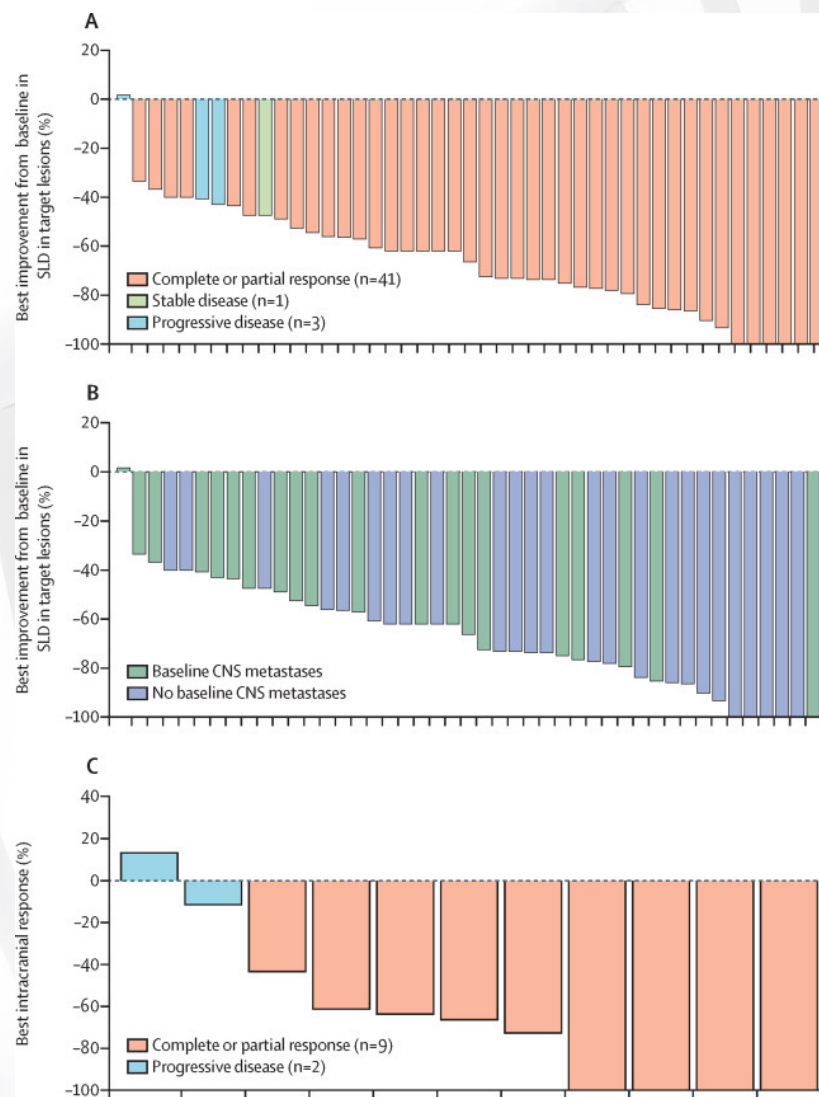 A
Best improvement from baseline in
SLD in target lesions (%)
20
0
–20
–40
–60
–80
–100
Complete or partial response (n=41)
Stable disease (n=1)
Progressive disease (n=3)
B
Best improvement from baseline in
SLD in target lesions (%)
20
0
–20
–40
–60
–80
–100
Baseline CNS metastases
No baseline CNS metastases
C
Best intracranial response (%)
40
20
0
–20
–40
–60
–80
–100
Complete or partial response (n=9)
Progressive disease (n=2)